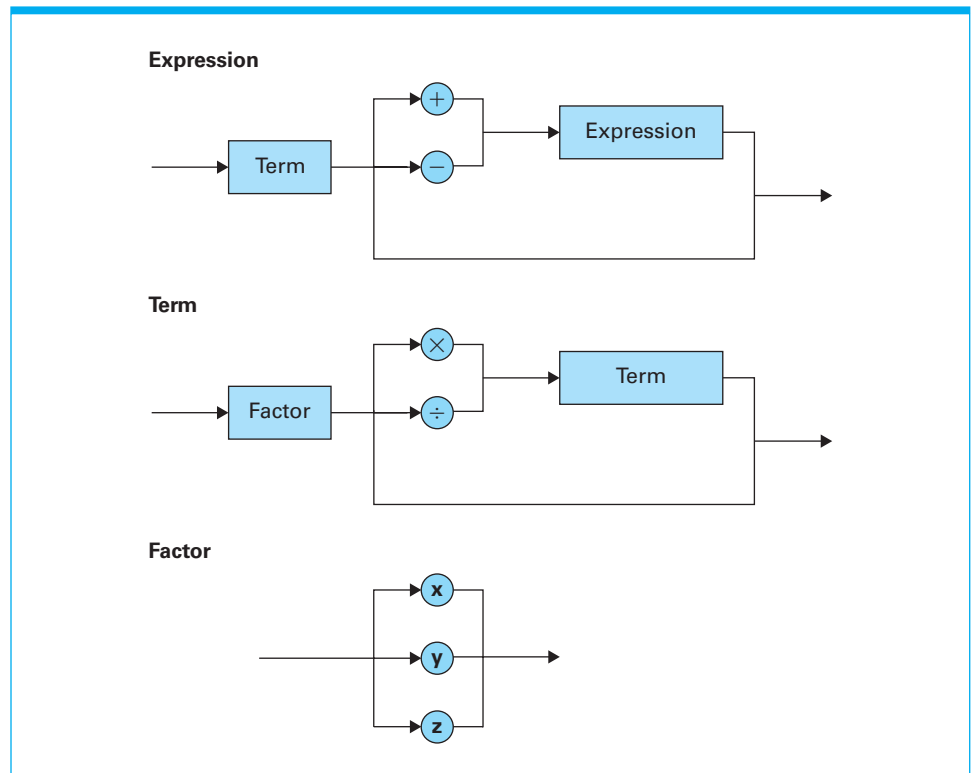 Expression
+
Term
−
Expression
Term
×
Factor
÷
Term
Factor
x
y
z